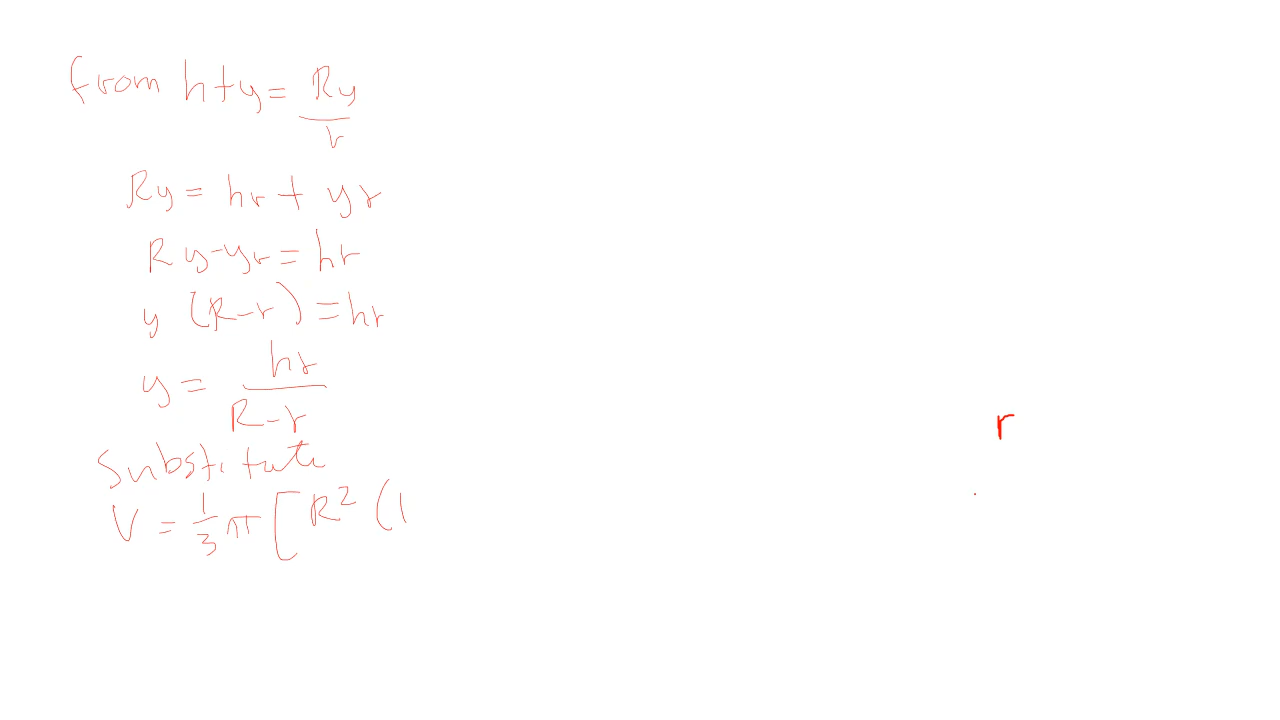 from h+y = Ry/r
Ry = hr + yr
Ry-yr = hr
y (R-r) = hr
y = hr/R-r
Substitute
V = 1/3 π [ R² (1
r